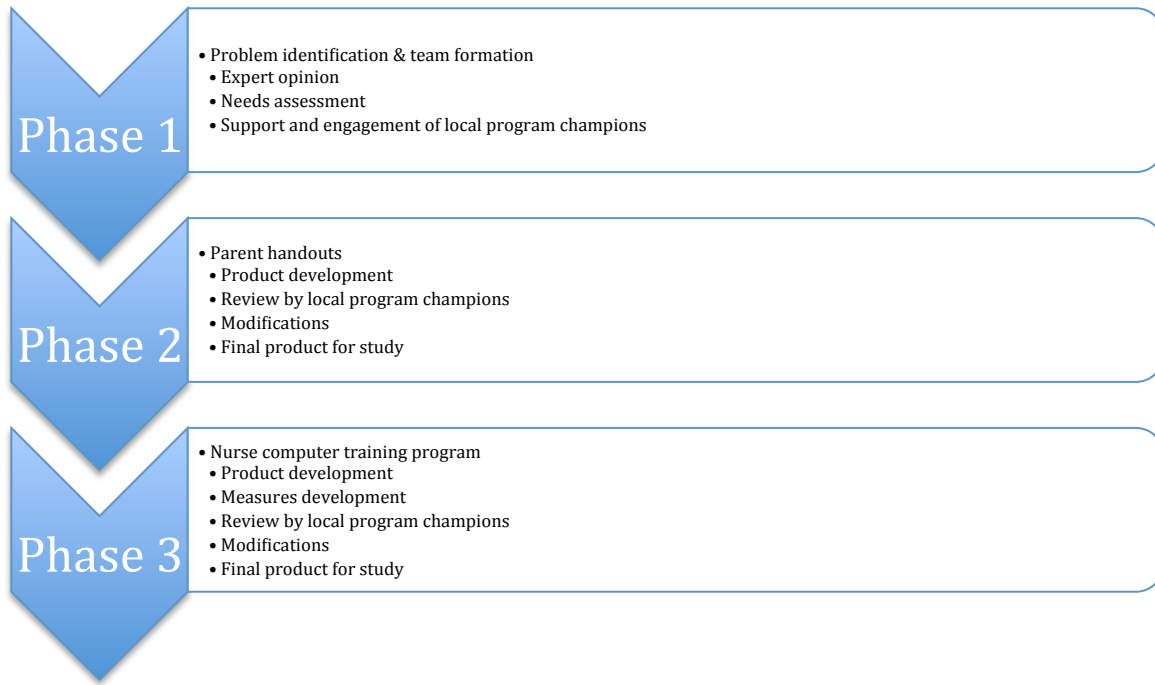 Phase 1
• Problem identification & team formation
• Expert opinion
• Needs assessment
• Support and engagement of local program champions
Phase 2
• Parent handouts
• Product development
• Review by local program champions
• Modifications
• Final product for study
Phase 3
• Nurse computer training program
• Product development
• Measures development
• Review by local program champions
• Modifications
• Final product for study